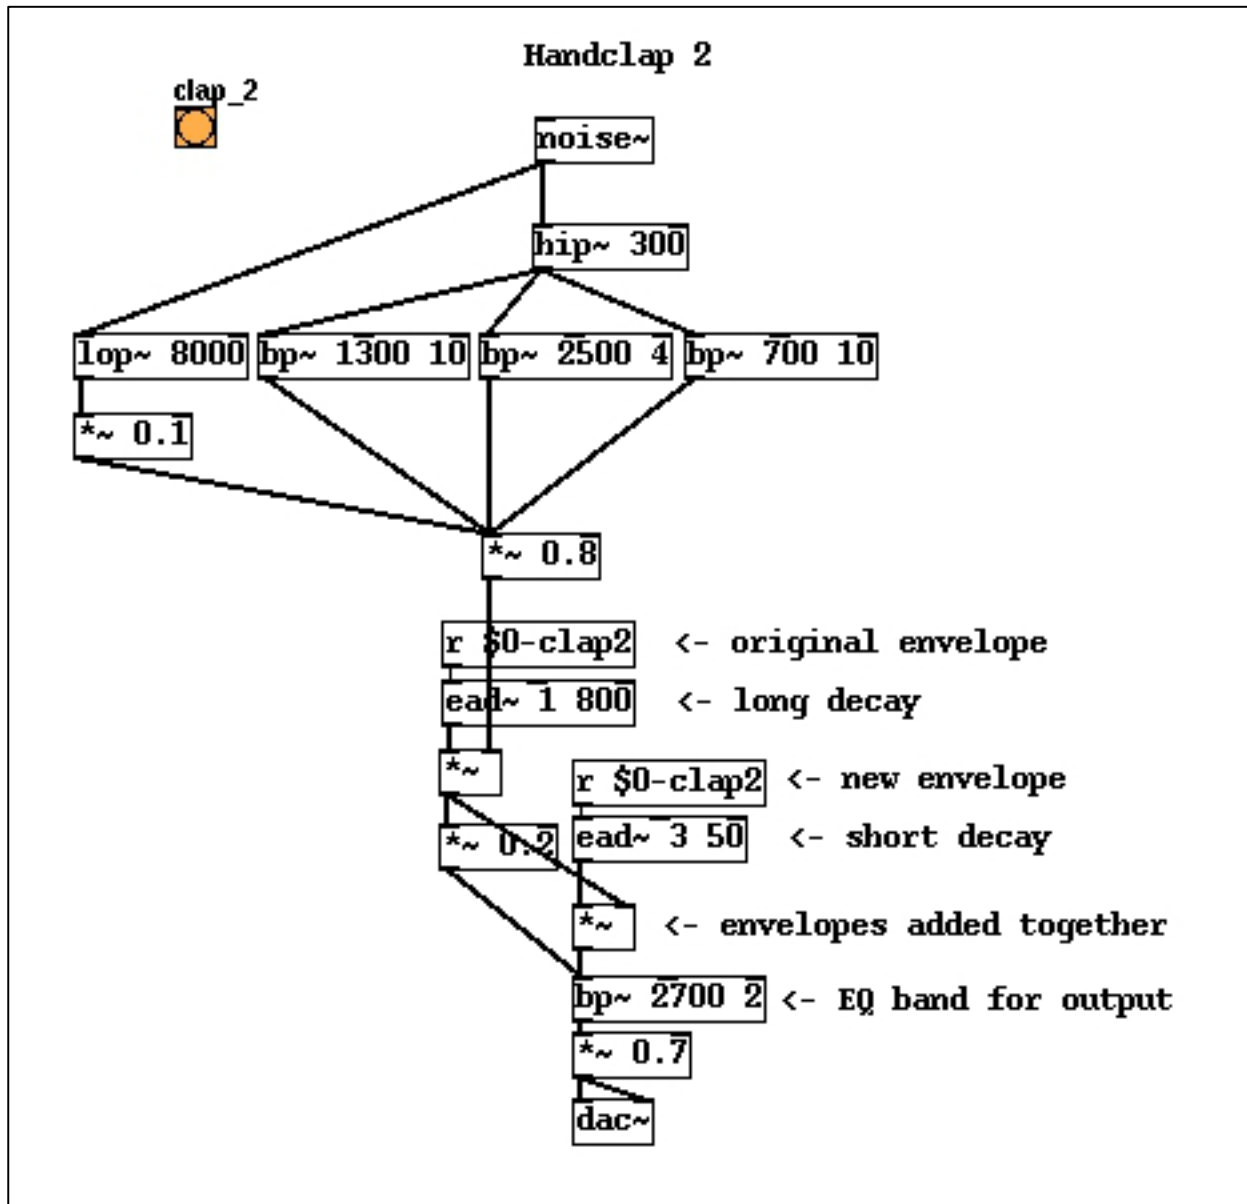 Handclap 2
clap_2
noise~
hip~ 300
lop~ 8000 bp~ 1300 10 bp~ 2500 4 bp~ 700 10
*~ 0.1
*~ 0.8
r $0-clap2 <- original envelope
ead~ 1 800 <- long decay
*~
r $0-clap2 <- new envelope
*~ 0.2 ead~ 3 50 <- short decay
*~ <- envelopes added together
bp~ 2700 2 <- EQ band for output
*~ 0.7
dac~